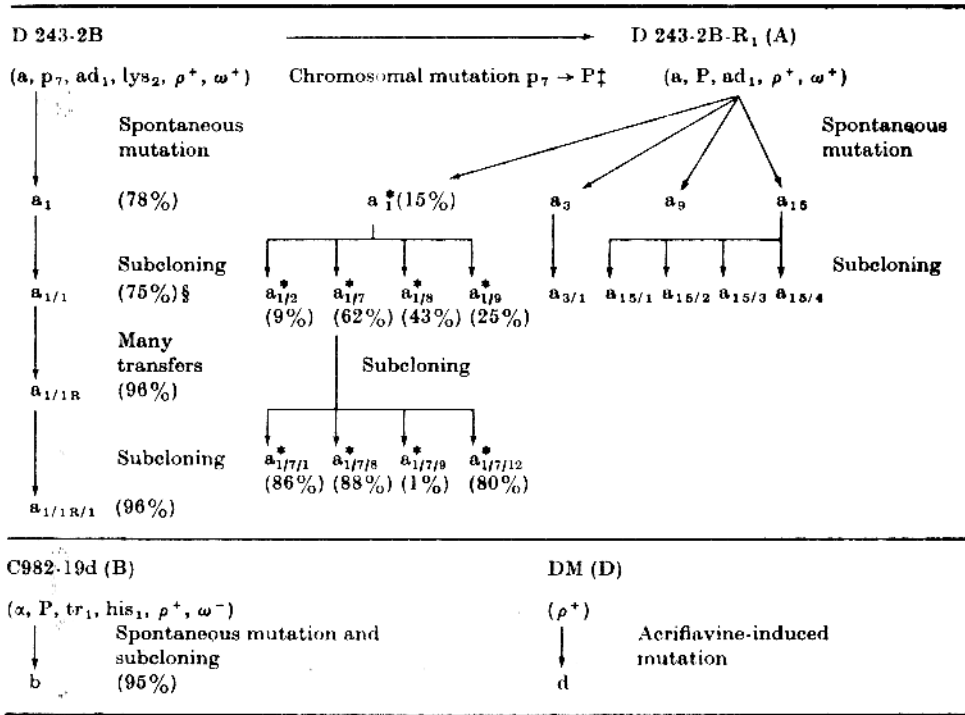 D 243-2B D 243-2B-R₁ (A)
(a, p₇, ad₁, lys₂, ρ⁺, ω⁺) Chromosomal mutation p₇ → P‡ (a, P, ad₁, ρ⁺, ω⁺)
Spontaneous mutation
Spontaneous mutation
a₁ (78%) a*₁ (15%) a₃ a₉ a₁₅
Subcloning
Subcloning
a₁/₁ (75%)§ a*₁/₂ a*₁/₇ a*₁/₈ a*₁/₉ a₃/₁ a₁₅/₁ a₁₅/₂ a₁₅/₃ a₁₅/₄
(9%) (62%) (43%) (25%)
Many transfers
Subcloning
a₁/₁R (96%)
Subcloning a*₁/₇/₁ a*₁/₇/₈ a*₁/₇/₉ a*₁/₇/₁₂
(86%) (88%) (1%) (80%)
a₁/₁R/₁ (96%)
C982-19d (B) DM (D)
(α, P, tr₁, his₁, ρ⁺, ω⁻) (ρ⁺)
Spontaneous mutation and subcloning
Acriflavine-induced mutation
b (95%) d